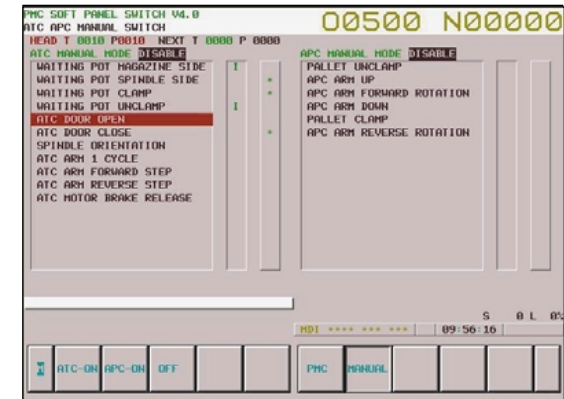 PMC SOFT PANEL SWITCH V4.0
ATC APC MANUAL SWITCH
O0500 N00000
HEAD T 0010 P0010 NEXT T 0000 P 0000
ATC MANUAL MODE DISABLE
WAITING POT MAGAZINE SIDE I
WAITING POT SPINDLE SIDE *
WAITING POT CLAMP *
WAITING POT UNCLAMP I
ATC DOOR OPEN
ATC DOOR CLOSE *
SPINDLE ORIENTATION
ATC ARM 1 CYCLE
ATC ARM FORWARD STEP
ATC ARM REVERSE STEP
ATC MOTOR BRAKE RELEASE
APC MANUAL MODE DISABLE
PALLET UNCLAMP
APC ARM UP
APC ARM FORWARD ROTATION
APC ARM DOWN
PALLET CLAMP
APC ARM REVERSE ROTATION
S 0 L 0%
MDI **** *** *** 09:56:16
ATC-ON APC-ON OFF PMC MANUAL